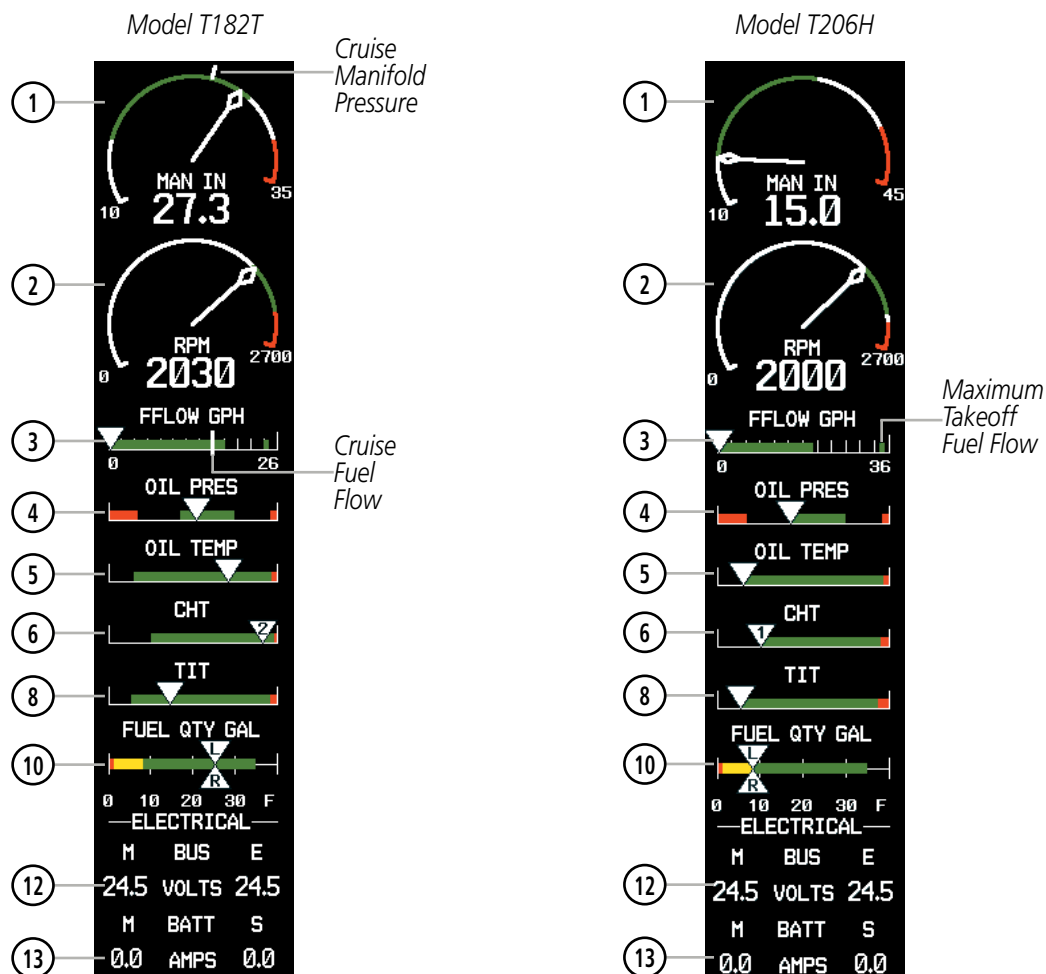 Model T182T
Cruise
Manifold
Pressure
1
MAN IN
10
35
27.3
2
RPM
0
2700
2030
FFLOW GPH
3
0
26
Cruise
Fuel
Flow
OIL PRES
4
OIL TEMP
5
CHT
6
2
TIT
8
FUEL QTY GAL
L
10
R
0 10 20 30 F
ELECTRICAL
M BUS E
12
24.5 VOLTS 24.5
M BATT S
13
0.0 AMPS 0.0
Model T206H
1
MAN IN
10
45
15.0
2
RPM
0
2700
2000
FFLOW GPH
3
0
36
Maximum
Takeoff
Fuel Flow
OIL PRES
4
OIL TEMP
5
CHT
6
1
TIT
8
FUEL QTY GAL
L
10
R
0 10 20 30 F
ELECTRICAL
M BUS E
12
24.5 VOLTS 24.5
M BATT S
13
0.0 AMPS 0.0